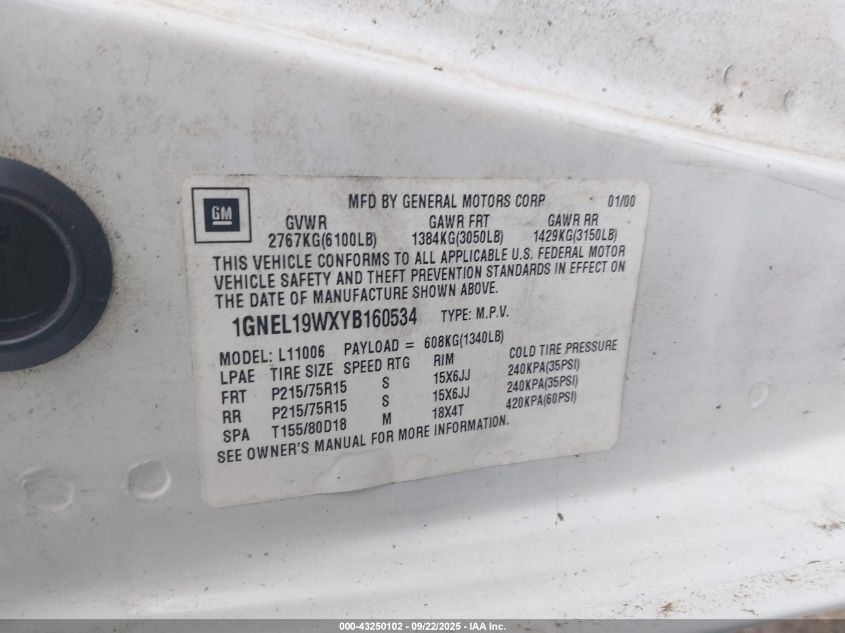 GM
MFD BY GENERAL MOTORS CORP 01/00
GVWR GAWR FRT GAWR RR
2767KG(6100LB) 1384KG(3050LB) 1429KG(3150LB)
THIS VEHICLE CONFORMS TO ALL APPLICABLE U.S. FEDERAL MOTOR
VEHICLE SAFETY AND THEFT PREVENTION STANDARDS IN EFFECT ON
THE DATE OF MANUFACTURE SHOWN ABOVE.
1GNEL19WXYB160534 TYPE: M.P.V.
MODEL: L11006 PAYLOAD = 608KG(1340LB)
LPAE TIRE SIZE SPEED RTG RIM COLD TIRE PRESSURE
FRT P215/75R15 S 15X6JJ 240KPA(35PSI)
RR P215/75R15 S 15X6JJ 240KPA(35PSI)
SPA T155/80D18 M 18X4T 420KPA(60PSI)
SEE OWNER'S MANUAL FOR MORE INFORMATION.
000-43250102 - 09/22/2025 - IAA Inc.